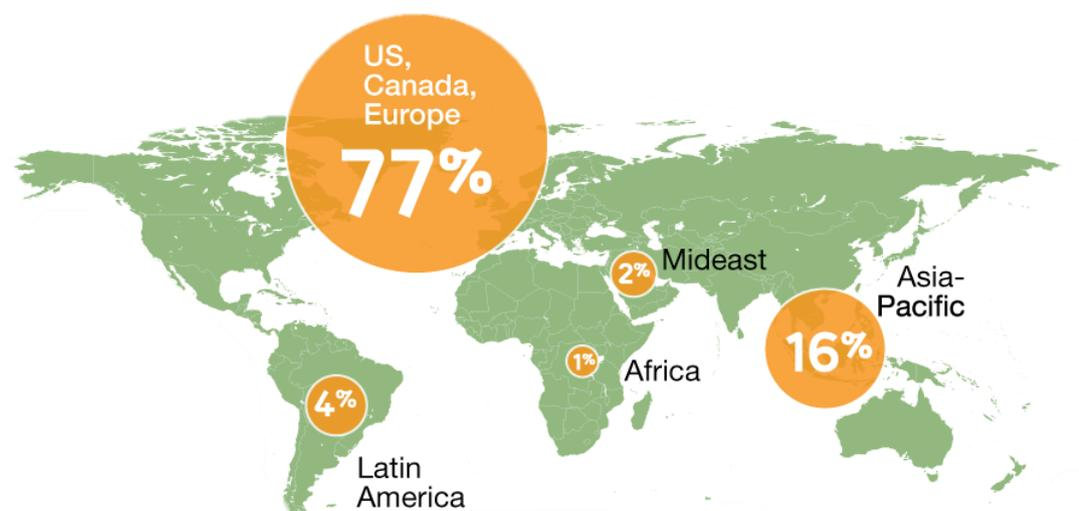 US,
Canada,
Europe
77%
2%
Mideast
Asia-
Pacific
16%
1%
Africa
4%
Latin
America